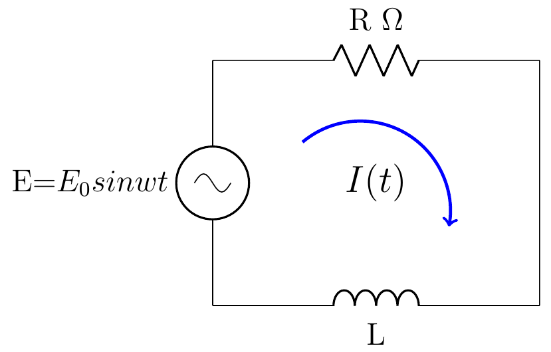 R Ω
E=E₀sinwt
I(t)
L